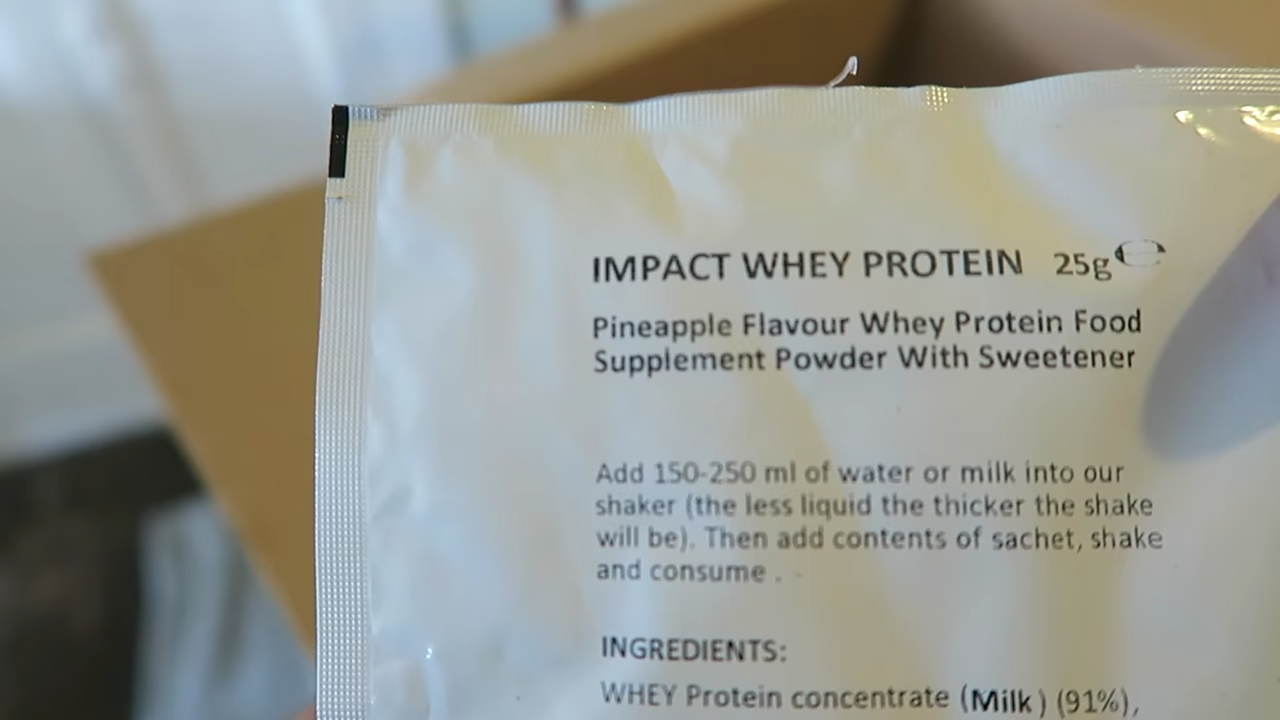 IMPACT WHEY PROTEIN 25g ℮
Pineapple Flavour Whey Protein Food
Supplement Powder With Sweetener
Add 150-250 ml of water or milk into our
shaker (the less liquid the thicker the shake
will be). Then add contents of sachet, shake
and consume .
INGREDIENTS:
WHEY Protein concentrate (Milk) (91%),